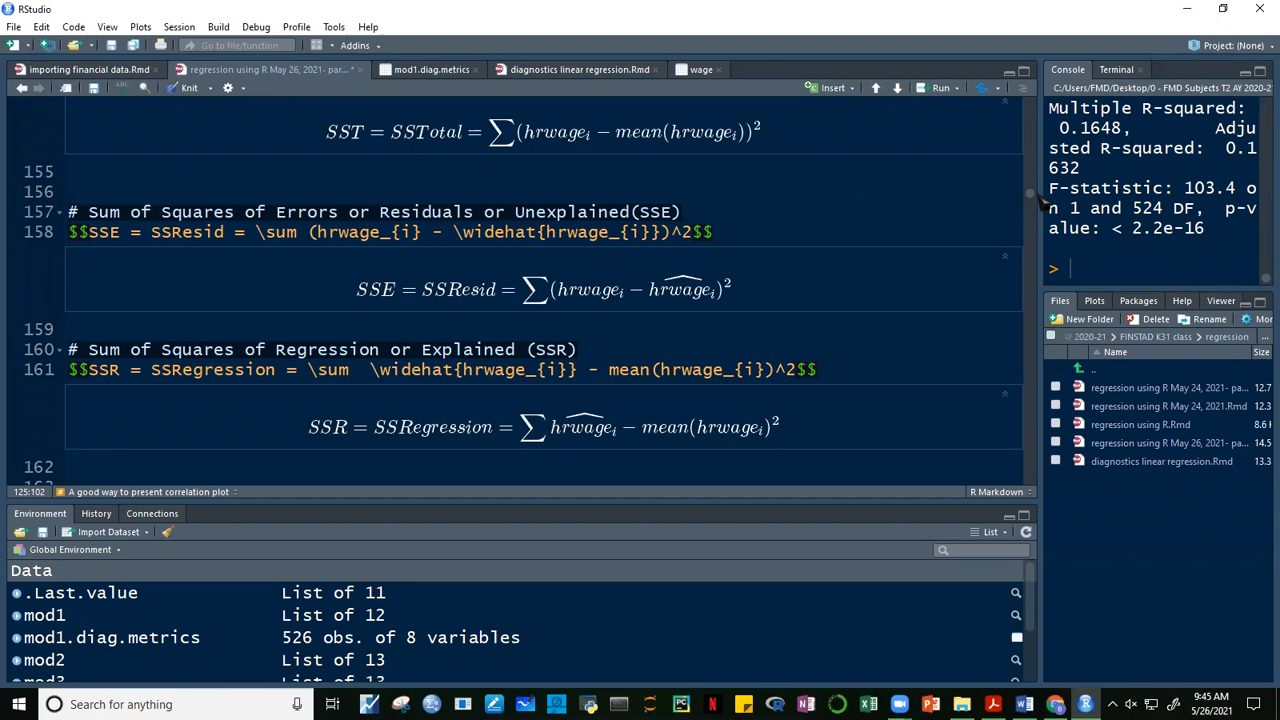 RStudio
File Edit Code View Plots Session Build Debug Profile Tools Help
Go to file/function Addins Project: (None)
importing financial data.Rmd regression using R May 26, 2021- par...* mod1.diag.metrics diagnostics linear regression.Rmd wage
Knit Insert Run
SST = SSTotal = ∑(hrwage_i − mean(hrwage_i))²
155
156
157 # Sum of Squares of Errors or Residuals or Unexplained(SSE)
158 $$SSE = SSResid = \sum (hrwage_{i} - \widehat{hrwage_{i}})^2$$
SSE = SSResid = ∑(hrwage_i − \widehat{hrwage_i})²
159
160 # Sum of Squares of Regression or Explained (SSR)
161 $$SSR = SSRegression = \sum  \widehat{hrwage_{i}} - mean(hrwage_{i})^2$$
SSR = SSRegression = ∑ \widehat{hrwage_i} − mean(hrwage_i)²
162
125:102 A good way to present correlation plot R Markdown
Environment History Connections
Import Dataset List
Global Environment
Data
.Last.value List of 11
mod1 List of 12
mod1.diag.metrics 526 obs. of 8 variables
mod2 List of 13
Console Terminal
C:/Users/FMD/Desktop/0 - FMD Subjects T2 AY 2020-2
Multiple R-squared:
0.1648, Adju
sted R-squared: 0.1
632
F-statistic: 103.4 o
n 1 and 524 DF, p-v
alue: < 2.2e-16
>
Files Plots Packages Help Viewer
New Folder Delete Rename Mor
2020-21 FINSTAD K31 class regression ...
Name Size
..
regression using R May 24, 2021- pa... 12.7
regression using R May 24, 2021.Rmd 12.7
regression using R.Rmd 8.6 K
regression using R May 26, 2021- pa... 14.5
diagnostics linear regression.Rmd 13.3
Search for anything
9:45 AM
5/26/2021